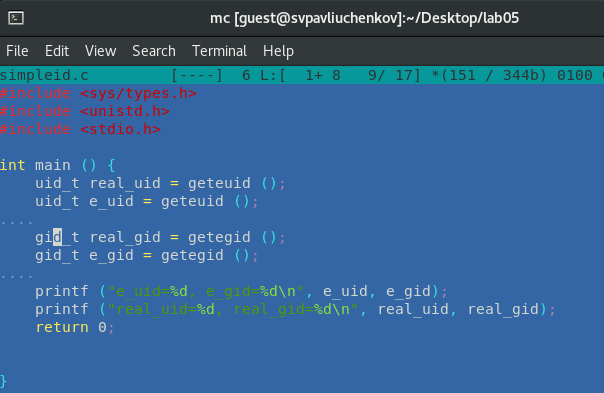 mc [guest@svpavliuchenkov]:~/Desktop/lab05
File Edit View Search Terminal Help
simpleid.c [----] 6 L:[ 1+ 8 9/ 17] *(151 / 344b) 0100
#include <sys/types.h>
#include <unistd.h>
#include <stdio.h>
int main () {
    uid_t real_uid = geteuid ();
    uid_t e_uid = geteuid ();
....
    gid_t real_gid = getegid ();
    gid_t e_gid = getegid ();
....
    printf ("e_uid=%d, e_gid=%d\n", e_uid, e_gid);
    printf ("real_uid=%d, real_gid=%d\n", real_uid, real_gid);
    return 0;
}